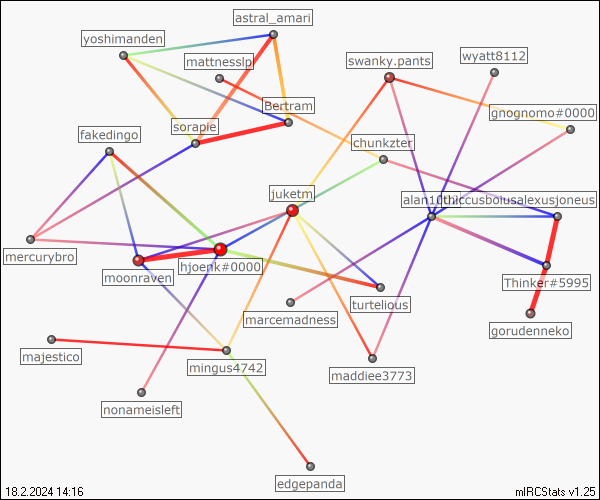 astral_amari
yoshimanden
mattnesslp
swanky.pants
wyatt8112
Bertram
gnognomo#0000
sorapie
fakedingo
chunkzter
juketm
thiccusboiusalexusjoneus
mercurybro
moonraven
hjoenk#0000
Thinker#5995
turtelious
marcemadness
gorudenneko
majestico
mingus4742
maddiee3773
nonameisleft
edgepanda
18.2.2024 14:16
mIRCStats v1.25